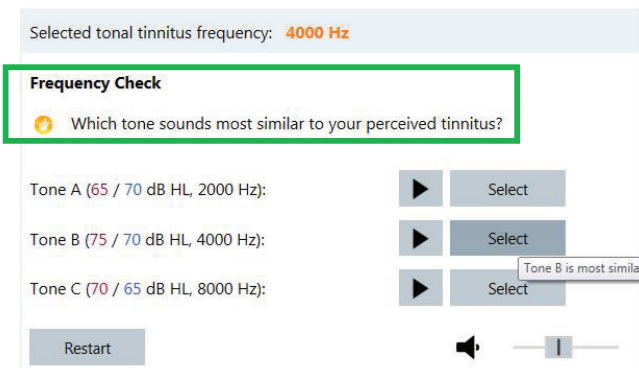 Selected tonal tinnitus frequency: 4000 Hz
Frequency Check
Which tone sounds most similar to your perceived tinnitus?
Tone A (65 / 70 dB HL, 2000 Hz): Select
Tone B (75 / 70 dB HL, 4000 Hz): Select
Tone B is most simila
Tone C (70 / 65 dB HL, 8000 Hz): Select
Restart